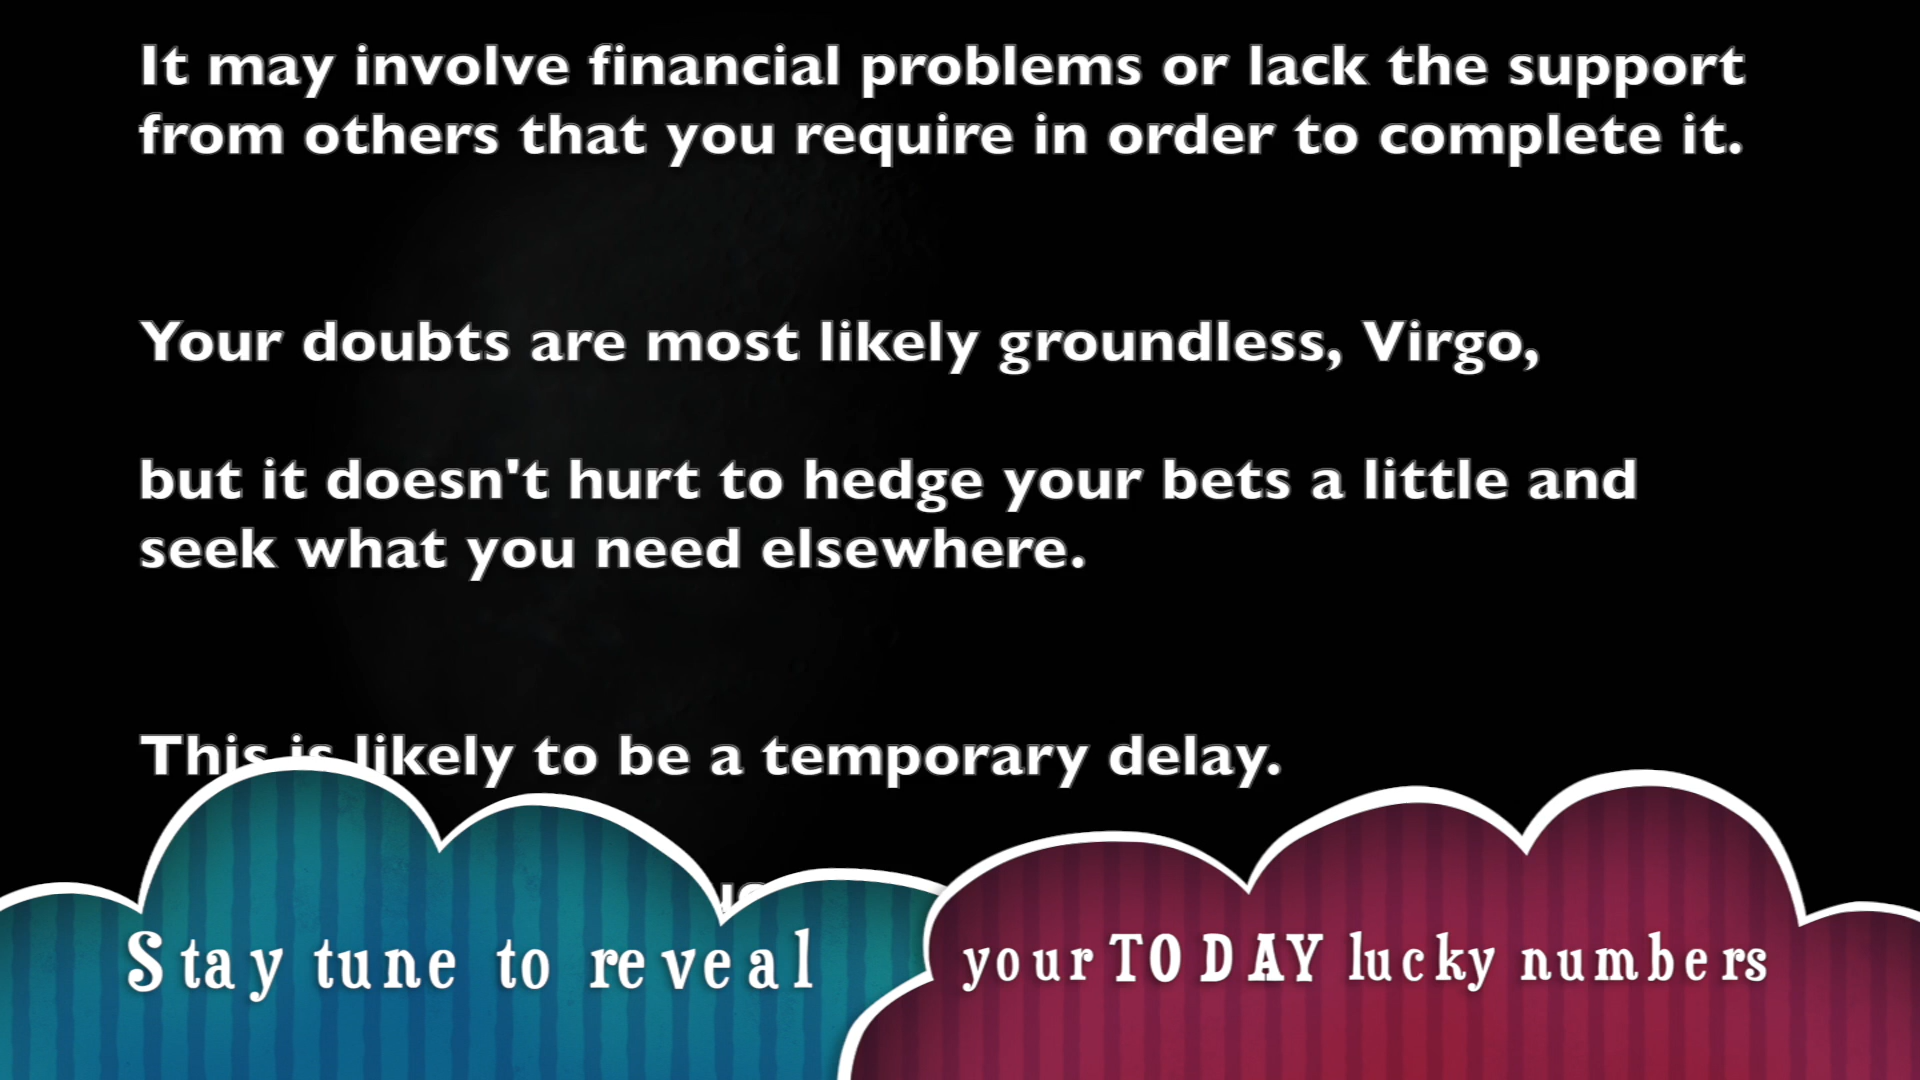 It may involve financial problems or lack the support
from others that you require in order to complete it.
Your doubts are most likely groundless, Virgo,
but it doesn't hurt to hedge your bets a little and
seek what you need elsewhere.
This is likely to be a temporary delay.
Stay tune to reveal
your TODAY lucky numbers